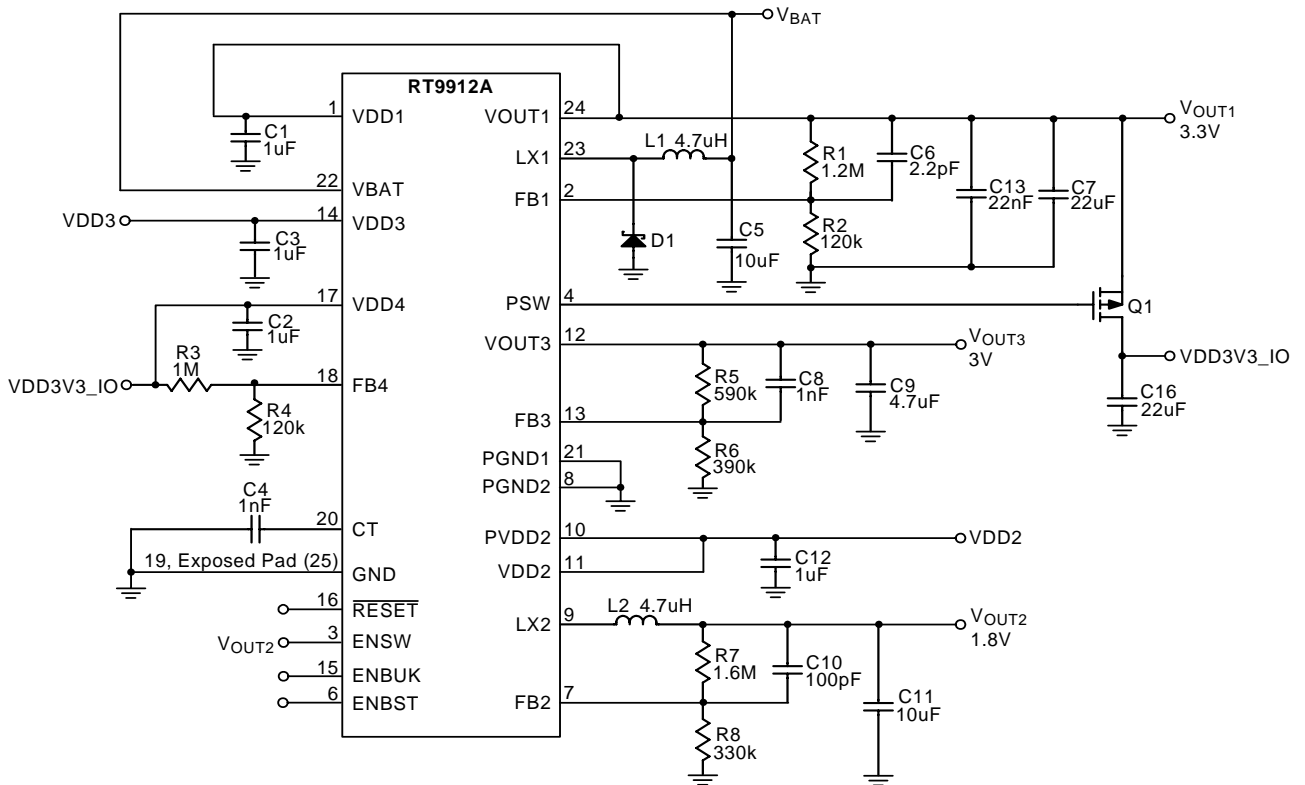 VBAT
RT9912A
1 VDD1
C1
1uF
22 VBAT
VDD3 14 VDD3
C3
1uF
17 VDD4
C2
1uF
R3
1M
VDD3V3_IO 18 FB4
R4
120k
C4
1nF
20 CT
19, Exposed Pad (25) GND
16 RESET
VOUT2 3 ENSW
15 ENBUK
6 ENBST
VOUT1 24
VOUT1
3.3V
LX1 23
L1 4.7uH
FB1 2
D1
C5
10uF
R1
1.2M
R2
120k
C6
2.2pF
C13
22nF
C7
22uF
PSW 4
Q1
VDD3V3_IO
C16
22uF
VOUT3 12
VOUT3
3V
R5
590k
C8
1nF
C9
4.7uF
FB3 13
R6
390k
PGND1 21
PGND2 8
PVDD2 10
VDD2
VDD2 11
C12
1uF
LX2 9
L2 4.7uH
VOUT2
1.8V
R7
1.6M
C10
100pF
C11
10uF
FB2 7
R8
330k